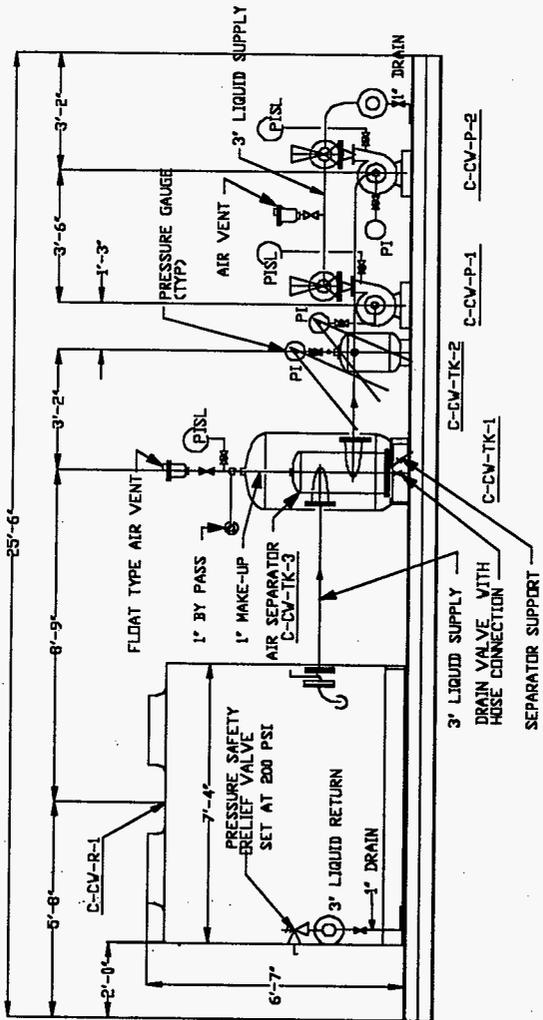 25'-6"
5'-8"
8'-9"
3'-2"
3'-6"
3'-2"
2'-0"
1'-3"
C-CW-R-1
6'-7"
7'-4"
PRESSURE SAFETY
RELIEF VALVE
SET AT 200 PSI
3" LIQUID RETURN
1" DRAIN
FLOAT TYPE AIR VENT
PISL
1" BY PASS
1" MAKE-UP
AIR SEPARATOR
C-CW-TK-3
3" LIQUID SUPPLY
DRAIN VALVE WITH
HOSE CONNECTION
SEPARATOR SUPPORT
C-CW-TK-1
C-CW-TK-2
PI
PI
PRESSURE GAUGE
(TYP)
AIR VENT
PISL
C-CW-P-1
3" LIQUID SUPPLY
PISL
PI
1" DRAIN
C-CW-P-2